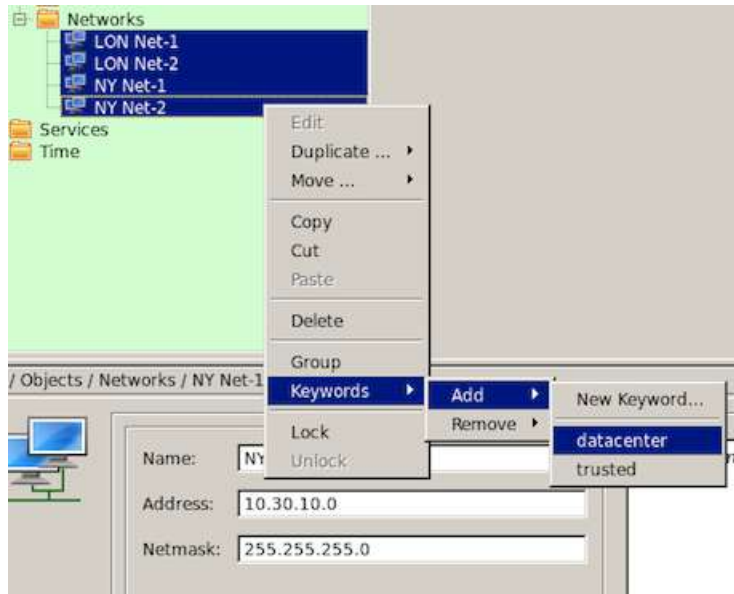 Networks
LON Net-1
LON Net-2
NY Net-1
NY Net-2
Services
Time
Edit
Duplicate ...
Move ...
Copy
Cut
Paste
Delete
Group
Keywords
Lock
Unlock
Add
Remove
New Keyword...
datacenter
trusted
/ Objects / Networks / NY Net-1
Name: NY
Address: 10.30.10.0
Netmask: 255.255.255.0